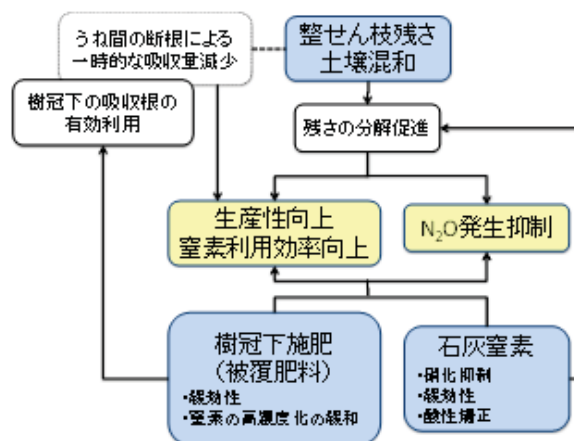 うね間の断根による
一時的な吸収量減少
整せん枝残さ
土壌混和
樹冠下の吸収根の
有効利用
残さの分解促進
生産性向上
窒素利用効率向上
N₂O発生抑制
樹冠下施肥
(被覆肥料)
・緩効性
・窒素の高濃度化の緩和
石灰窒素
・硝化抑制
・緩効性
・酸性矯正